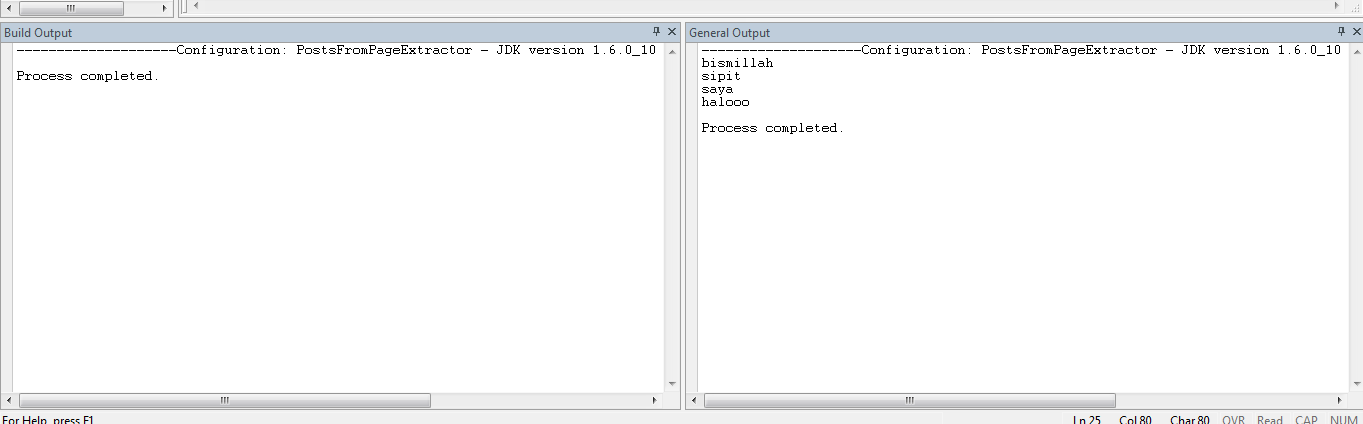 Build Output
--------------------Configuration: PostsFromPageExtractor - JDK version 1.6.0_10
Process completed.
General Output
--------------------Configuration: PostsFromPageExtractor - JDK version 1.6.0_10
bismillah
sipit
saya
halooo
Process completed.
For Help, press F1
Ln 25 Col 80 Char 80 OVR Read CAP NUM